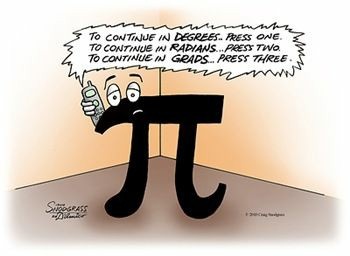 TO CONTINUE IN DEGREES...PRESS ONE.
TO CONTINUE IN RADIANS...PRESS TWO.
TO CONTINUE IN GRADS...PRESS THREE.
π
SNODGRASS
© 2010 Craig Snodgrass